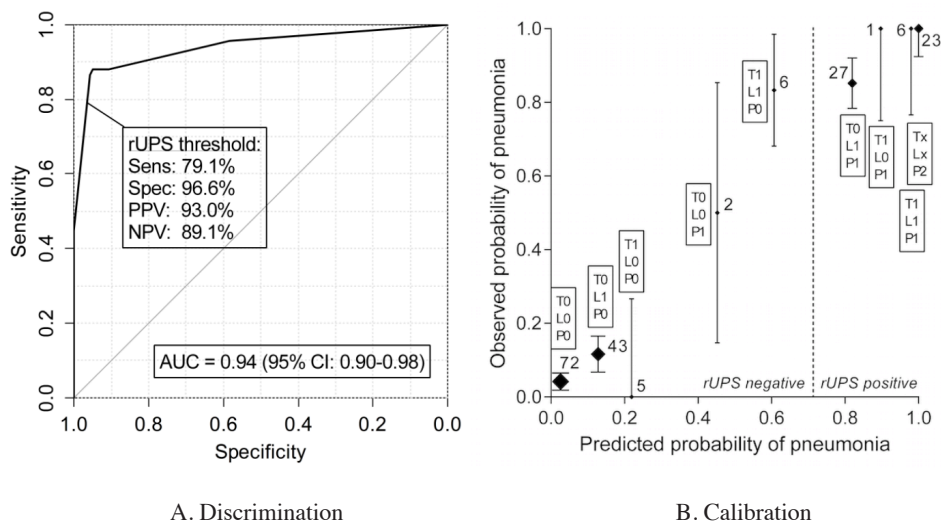 1.0
0.8
0.6
0.4
0.2
0.0
Sensitivity
rUPS threshold:
Sens: 79.1%
Spec: 96.6%
PPV: 93.0%
NPV: 89.1%
AUC = 0.94 (95% CI: 0.90-0.98)
1.0 0.8 0.6 0.4 0.2 0.0
Specificity
A. Discrimination
1.0
0.8
0.6
0.4
0.2
0.0
Observed probability of pneumonia
T0
L0
P0
72
T0
L1
P0
43
T1
L0
P0
5
T0
L0
P1
2
T1
L1
P0
6
27
T0
L1
P1
1
T1
L0
P1
6
T1
L1
P1
23
Tx
Lx
P2
rUPS negative
rUPS positive
0.0 0.2 0.4 0.6 0.8 1.0
Predicted probability of pneumonia
B. Calibration